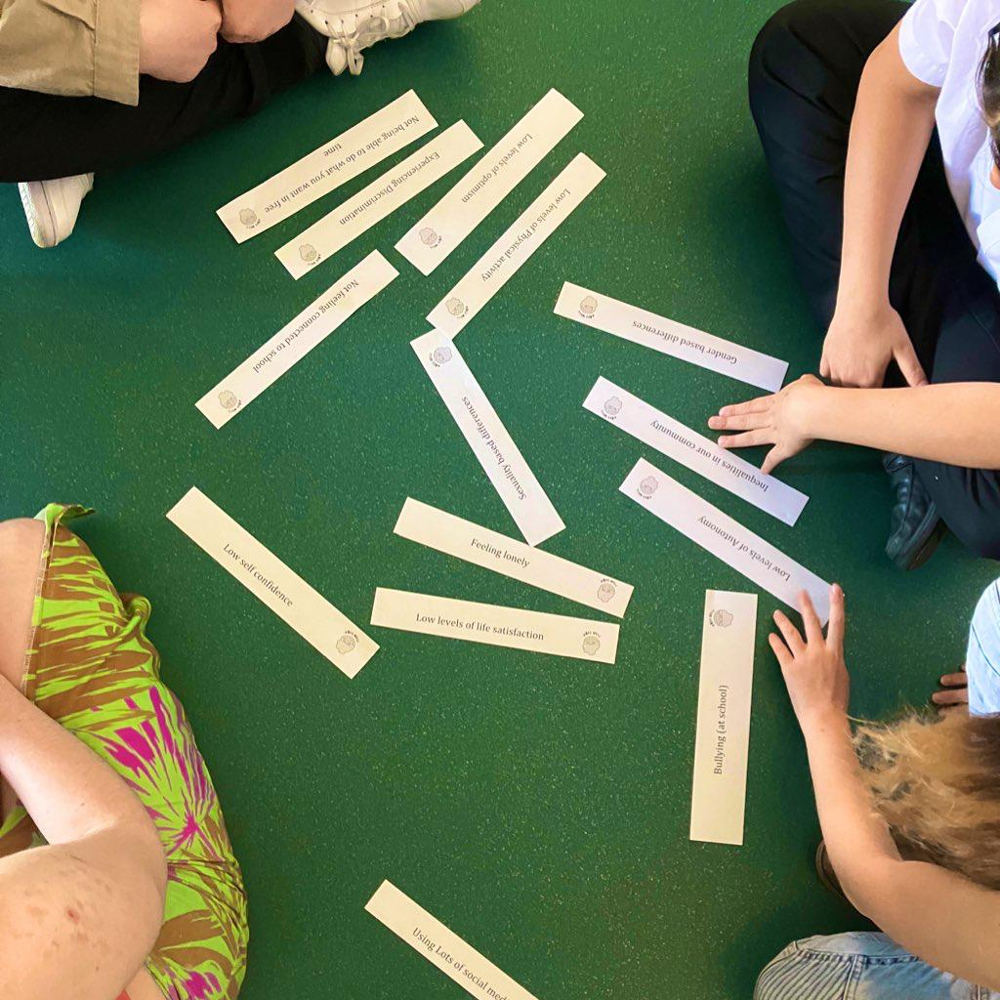 Not being able to do what you want in free
time
Experiencing Discrimination
Low levels of optimism
Low levels of Physical activity
Not feeling connected to school
Gender based differences
Inequalities in our community
Sexuality based differences
Low levels of Autonomy
Feeling lonely
Low self confidence
Low levels of life satisfaction
Bullying (at school)
Using Lots of social med